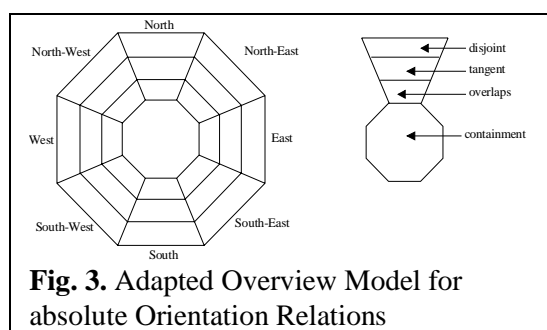 North
North-West
North-East
West
East
South-West
South-East
South
disjoint
tangent
overlaps
containment
Fig. 3. Adapted Overview Model for
absolute Orientation Relations